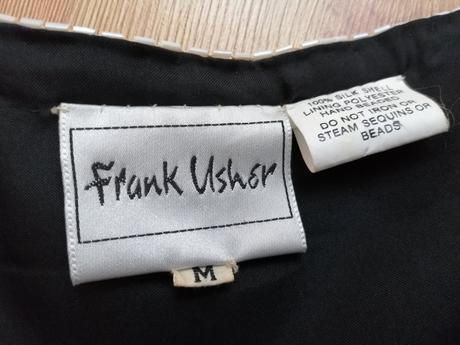 Frank Usher
M
100% SILK SHELL
LINING POLYESTER
HAND BEADED
DO NOT IRON OR
STEAM SEQUINS OR
BEADS